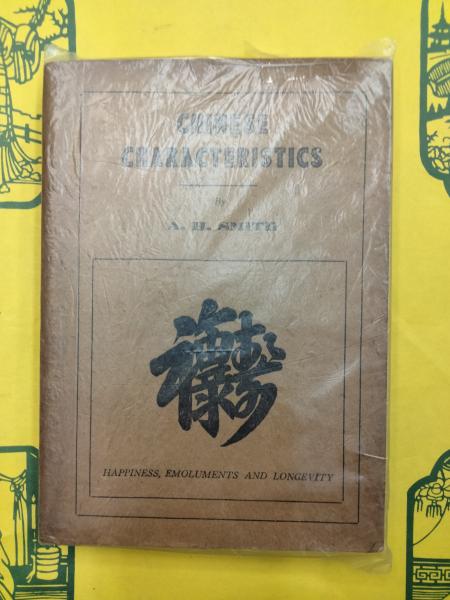 CHINESE
CHARACTERISTICS
By
A. H. SMITH
HAPPINESS, EMOLUMENTS AND LONGEVITY